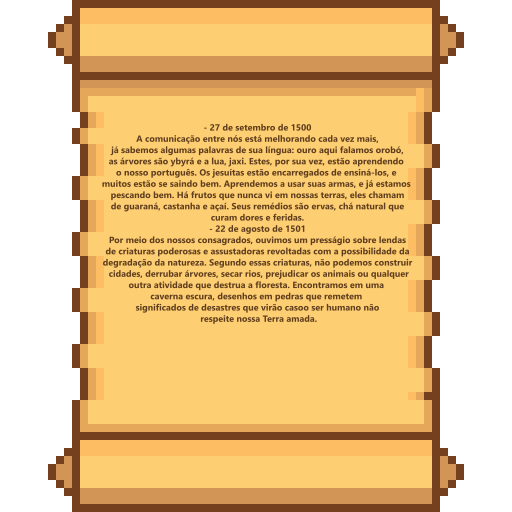 - 27 de setembro de 1500
A comunicação entre nós está melhorando cada vez mais,
já sabemos algumas palavras de sua língua: ouro aqui falamos orobó,
as árvores são ybyrá e a lua, jaxi. Estes, por sua vez, estão aprendendo
o nosso português. Os jesuítas estão encarregados de ensiná-los, e
muitos estão se saindo bem. Aprendemos a usar suas armas, e já estamos
pescando bem. Há frutos que nunca vi em nossas terras, eles chamam
de guaraná, castanha e açaí. Seus remédios são ervas, chá natural que
curam dores e feridas.
- 22 de agosto de 1501
Por meio dos nossos consagrados, ouvimos um presságio sobre lendas
de criaturas poderosas e assustadoras revoltadas com a possibilidade da
degradação da natureza. Segundo essas criaturas, não podemos construir
cidades, derrubar árvores, secar rios, prejudicar os animais ou qualquer
outra atividade que destrua a floresta. Encontramos em uma
caverna escura, desenhos em pedras que remetem
significados de desastres que virão casoo ser humano não
respeite nossa Terra amada.